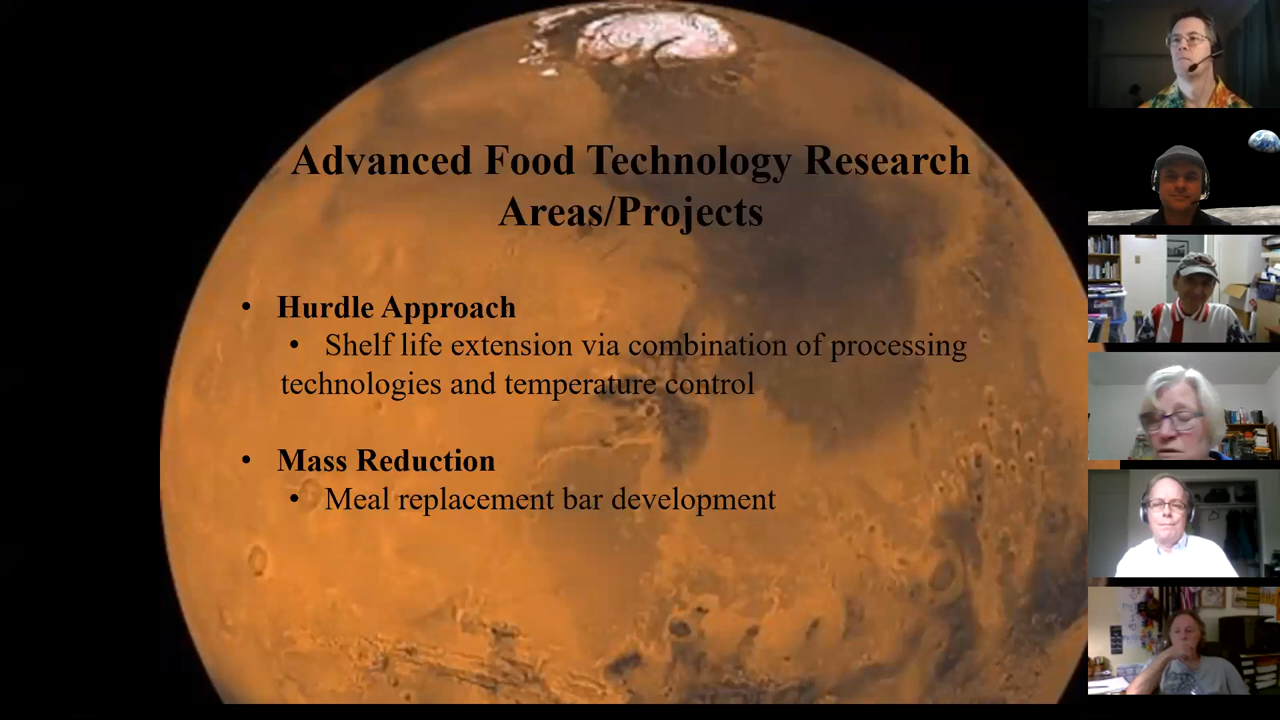 Advanced Food Technology Research
Areas/Projects
• Hurdle Approach
• Shelf life extension via combination of processing
technologies and temperature control
• Mass Reduction
• Meal replacement bar development